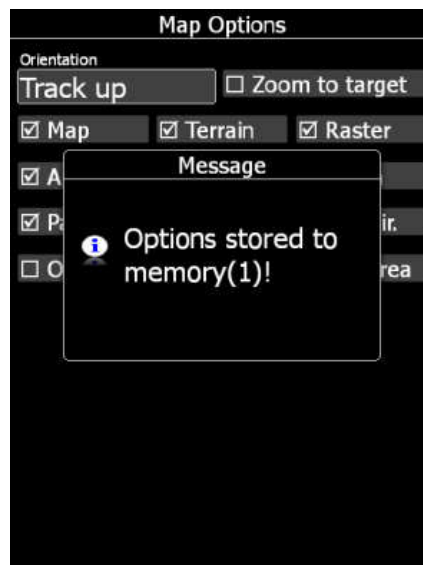 Map Options
Orientation
Track up
Zoom to target
Map Terrain Raster
Message
Options stored to
memory(1)!